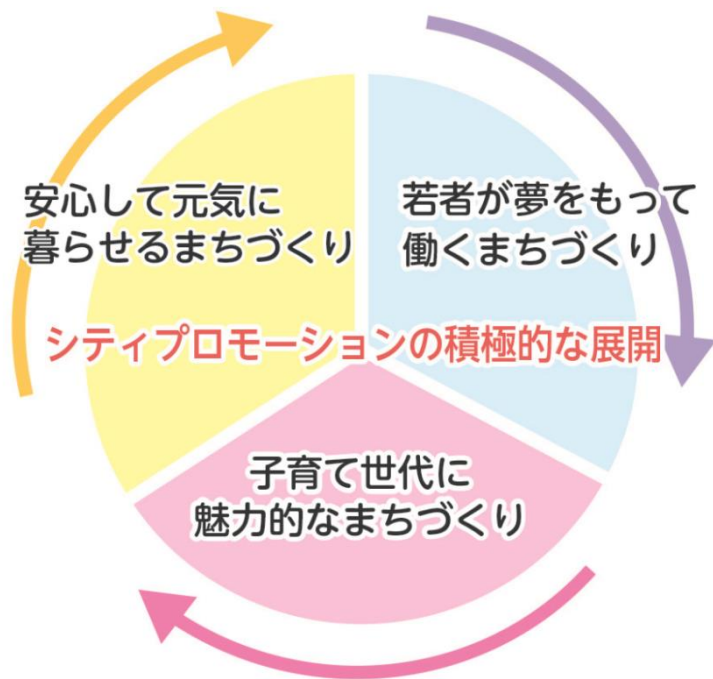 安心して元気に
暮らせるまちづくり
若者が夢をもって
働くまちづくり
シティプロモーションの積極的な展開
子育て世代に
魅力的なまちづくり